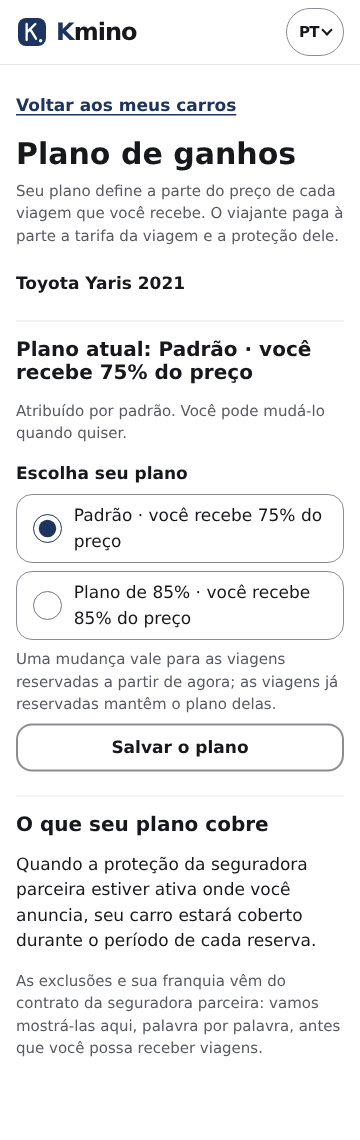 Kmino
PT
Voltar aos meus carros
Plano de ganhos
Seu plano define a parte do preço de cada
viagem que você recebe. O viajante paga à
parte a tarifa da viagem e a proteção dele.
Toyota Yaris 2021
Plano atual: Padrão · você
recebe 75% do preço
Atribuído por padrão. Você pode mudá-lo
quando quiser.
Escolha seu plano
Padrão · você recebe 75% do
preço
Plano de 85% · você recebe
85% do preço
Uma mudança vale para as viagens
reservadas a partir de agora; as viagens já
reservadas mantêm o plano delas.
Salvar o plano
O que seu plano cobre
Quando a proteção da seguradora
parceira estiver ativa onde você
anuncia, seu carro estará coberto
durante o período de cada reserva.
As exclusões e sua franquia vêm do
contrato da seguradora parceira: vamos
mostrá-las aqui, palavra por palavra, antes
que você possa receber viagens.